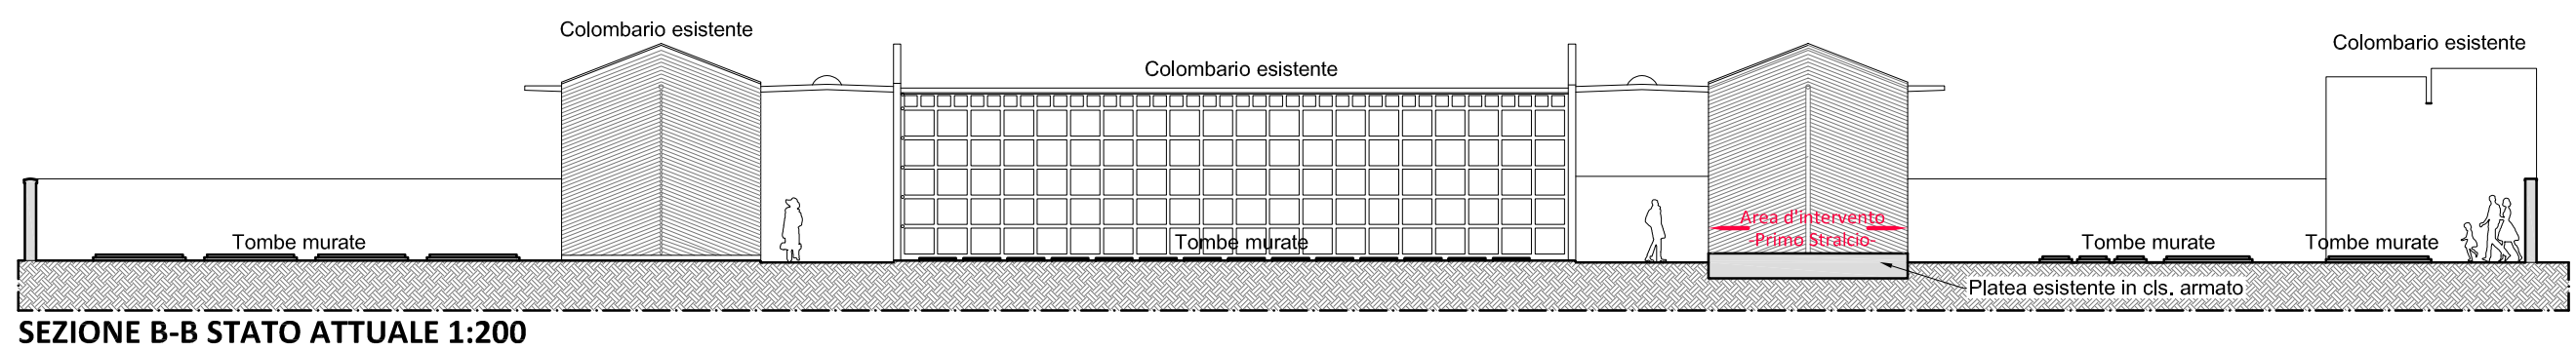 Colombario esistente
Colombario esistente
Colombario esistente
Area d'intervento
-Primo Stralcio-
Tombe murate
Tombe murate
Tombe murate
Tombe murate
Platea esistente in cls. armato
SEZIONE B-B STATO ATTUALE 1:200